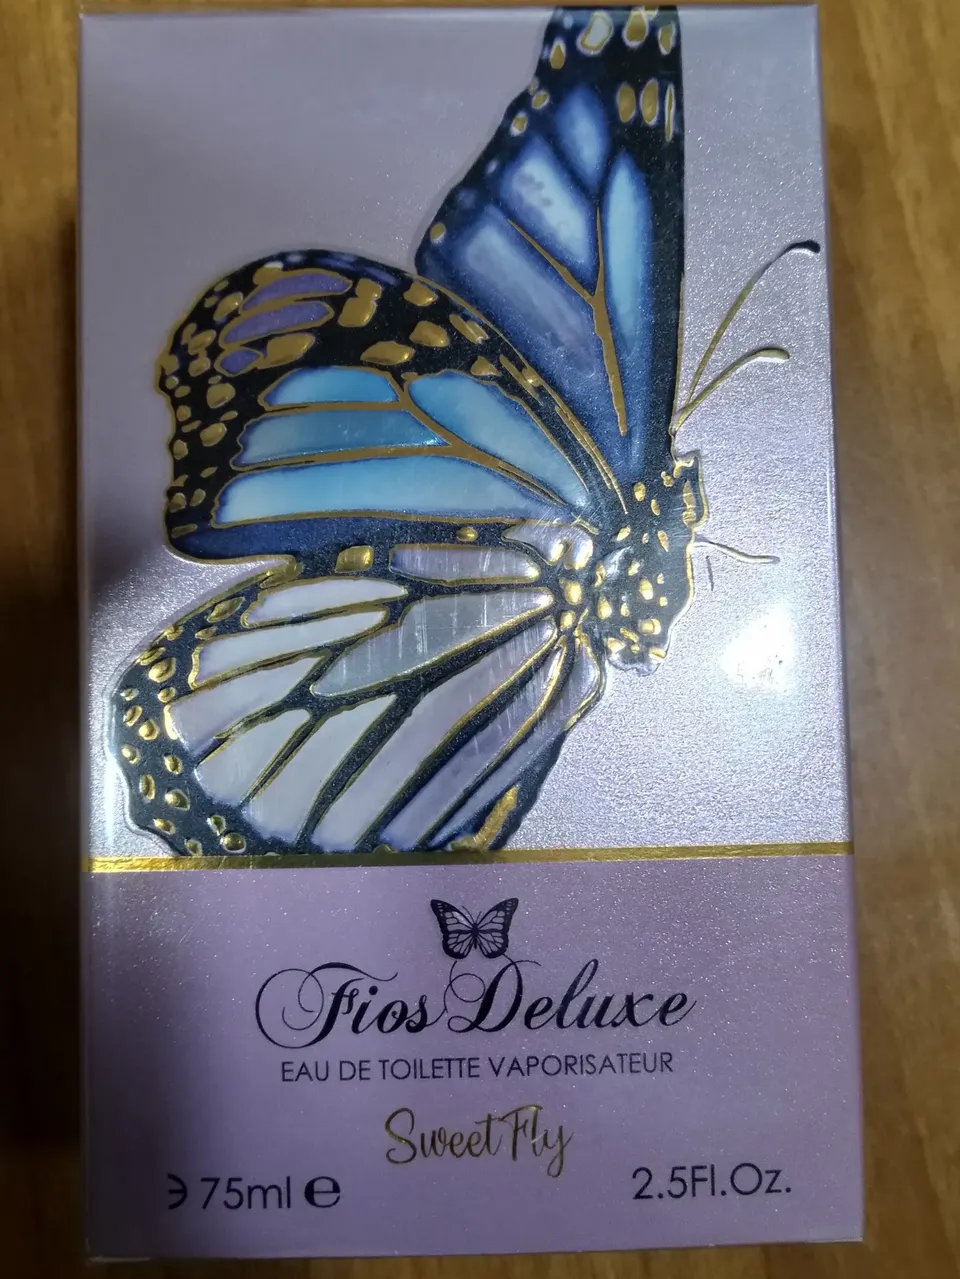 Fios Deluxe
EAU DE TOILETTE VAPORISATEUR
Sweet Fly
϶ 75ml ℮ 2.5Fl.Oz.